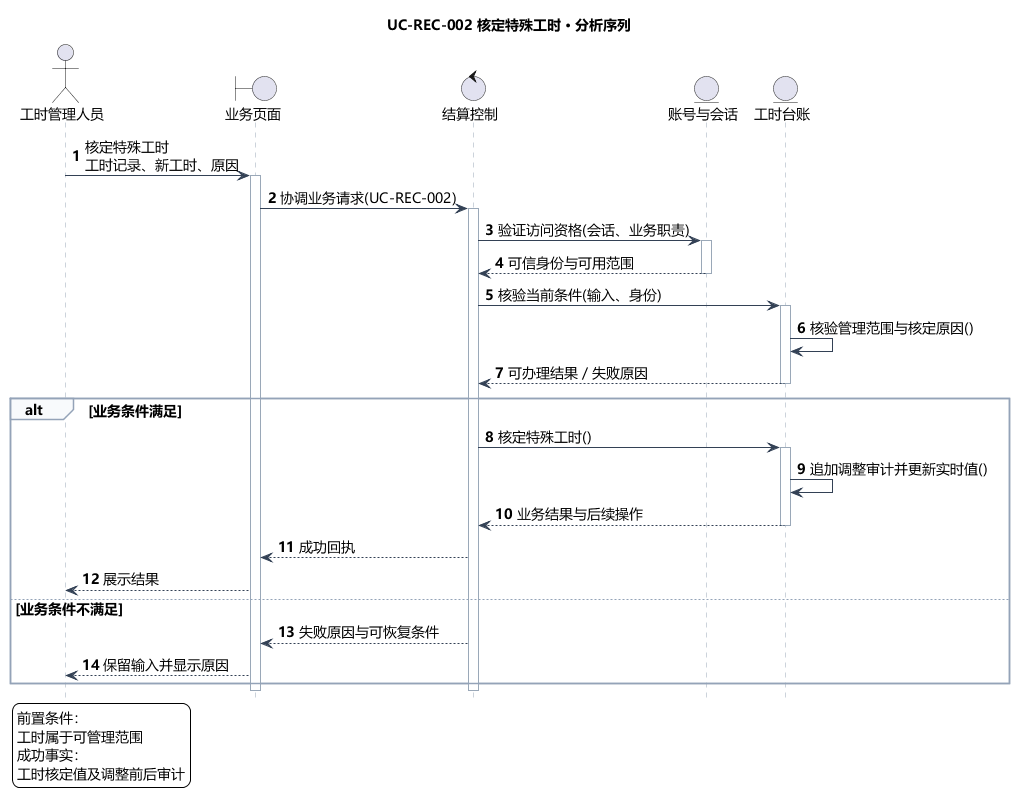 UC-REC-002 核定特殊工时・分析序列
工时管理人员
业务页面
结算控制
账号与会话
工时台账
1 核定特殊工时
工时记录、新工时、原因
2 协调业务请求(UC-REC-002)
3 验证访问资格(会话、业务职责)
4 可信身份与可用范围
5 核验当前条件(输入、身份)
6 核验管理范围与核定原因()
7 可办理结果 / 失败原因
alt [业务条件满足]
8 核定特殊工时()
9 追加调整审计并更新实时值()
10 业务结果与后续操作
11 成功回执
12 展示结果
[业务条件不满足]
13 失败原因与可恢复条件
14 保留输入并显示原因
前置条件：
工时属于可管理范围
成功事实：
工时核定值及调整前后审计